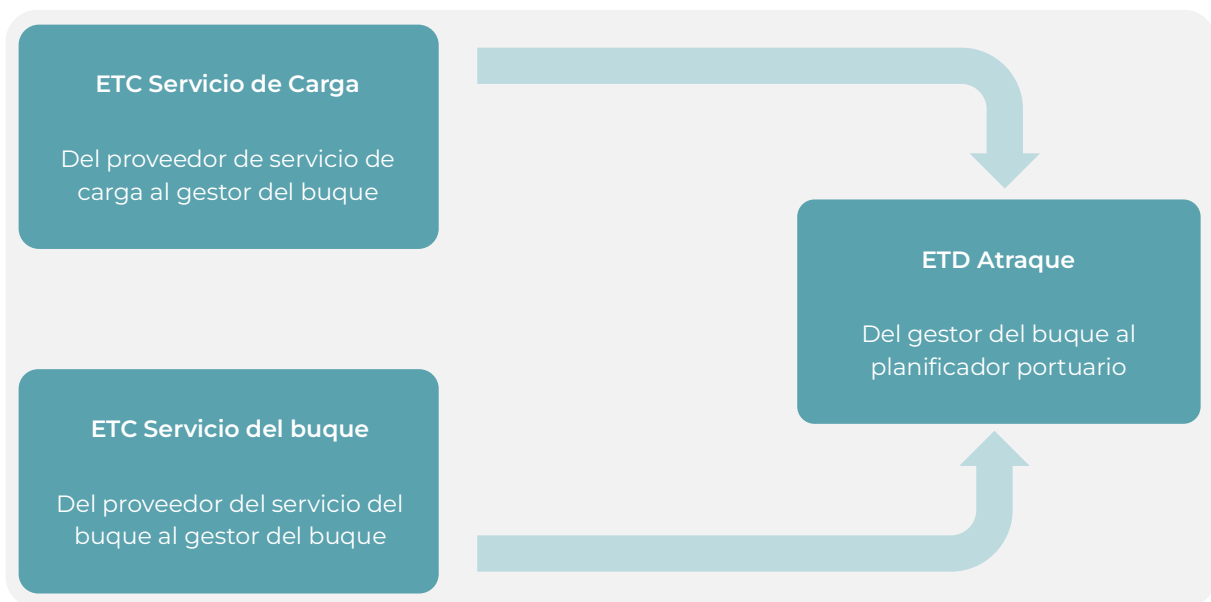 ETC Servicio de Carga
Del proveedor de servicio de
carga al gestor del buque
ETD Atraque
Del gestor del buque al
planificador portuario
ETC Servicio del buque
Del proveedor del servicio del
buque al gestor del buque